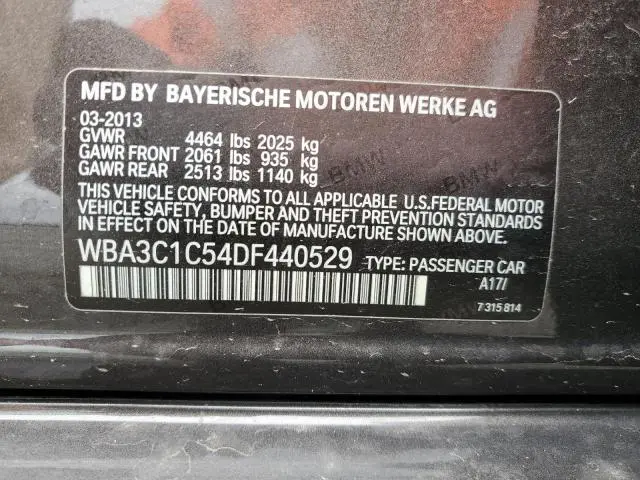 MFD BY BAYERISCHE MOTOREN WERKE AG
03-2013
GVWR 4464 lbs 2025 kg
GAWR FRONT 2061 lbs 935 kg
GAWR REAR 2513 lbs 1140 kg
THIS VEHICLE CONFORMS TO ALL APPLICABLE U.S.FEDERAL MOTOR
VEHICLE SAFETY, BUMPER AND THEFT PREVENTION STANDARDS
IN EFFECT ON THE DATE OF MANUFACTURE SHOWN ABOVE.
WBA3C1C54DF440529 TYPE: PASSENGER CAR
A17/
7 315 814
BMW